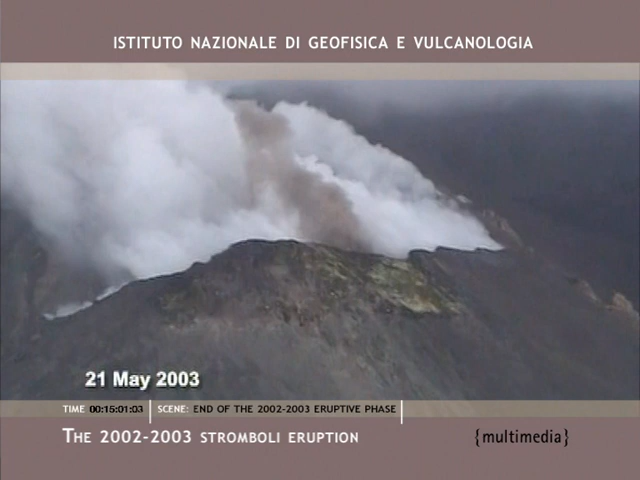 ISTITUTO NAZIONALE DI GEOFISICA E VULCANOLOGIA
21 May 2003
TIME 00:15:01:03 SCENE: END OF THE 2002-2003 ERUPTIVE PHASE
THE 2002-2003 STROMBOLI ERUPTION
{multimedia}